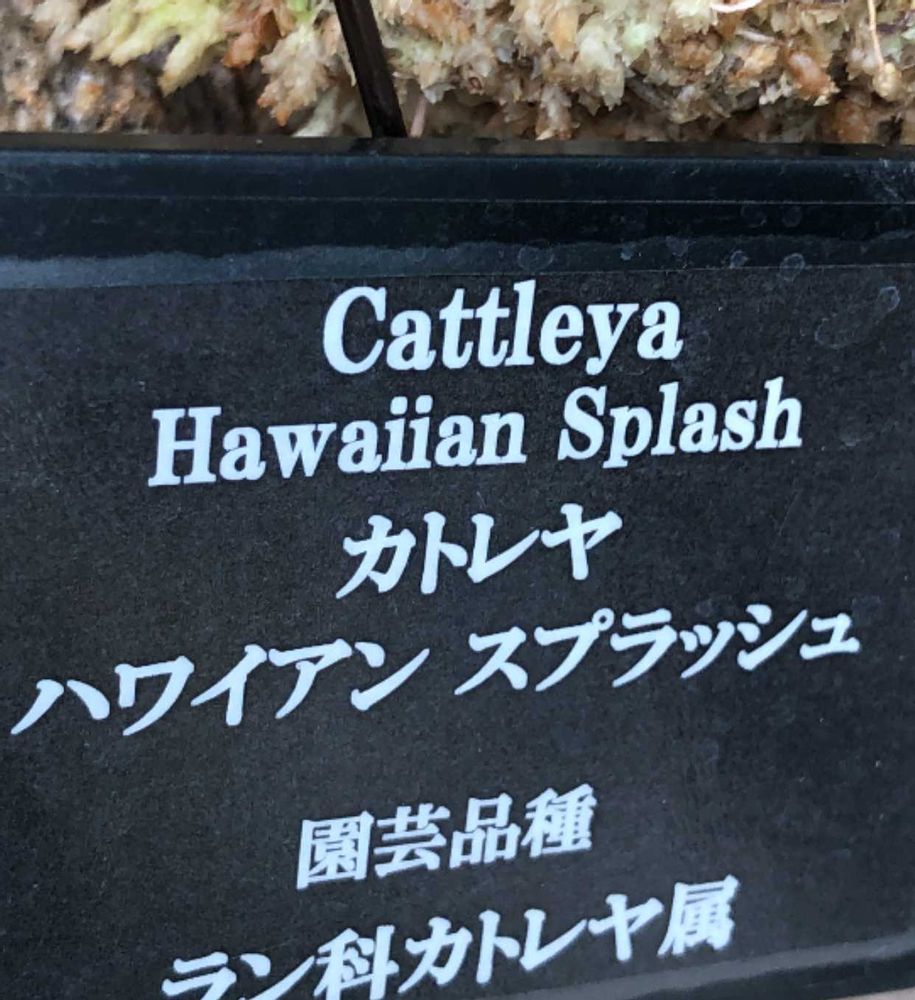 Cattleya
Hawaiian Splash
カトレヤ
ハワイアン スプラッシュ
園芸品種
ラン科カトレヤ属